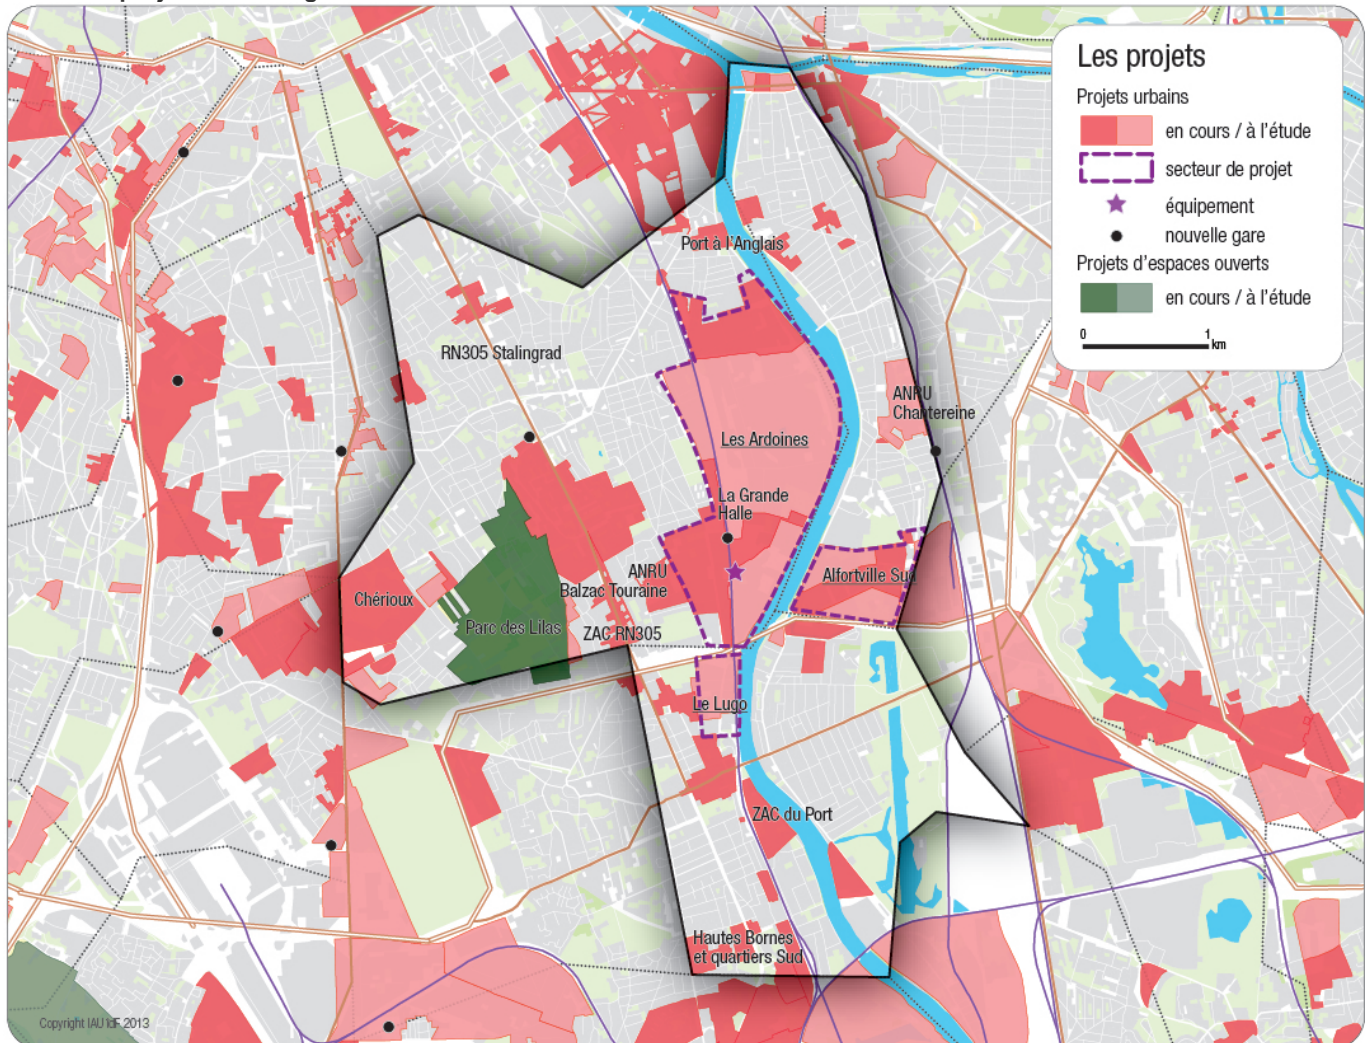 Les projets
Projets urbains
en cours / à l'étude
secteur de projet
équipement
nouvelle gare
Projets d'espaces ouverts
en cours / à l'étude
0
1
km
Port à l'Anglais
RN305 Stalingrad
ANRU
Chantereine
Les Ardoines
La Grande
Halle
ANRU
Balzac Touraine
Alfortville Sud
Chérioux
Parc des Lilas
ZAC RN305
Le Lugo
ZAC du Port
Hautes Bornes
et quartiers Sud
Copyright IAU îdF 2013